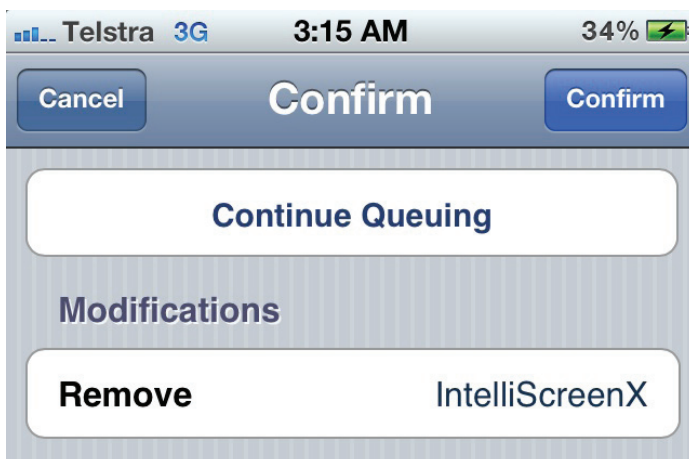 Telstra 3G 3:15 AM 34%
Cancel Confirm Confirm
Continue Queuing
Modifications
Remove IntelliScreenX